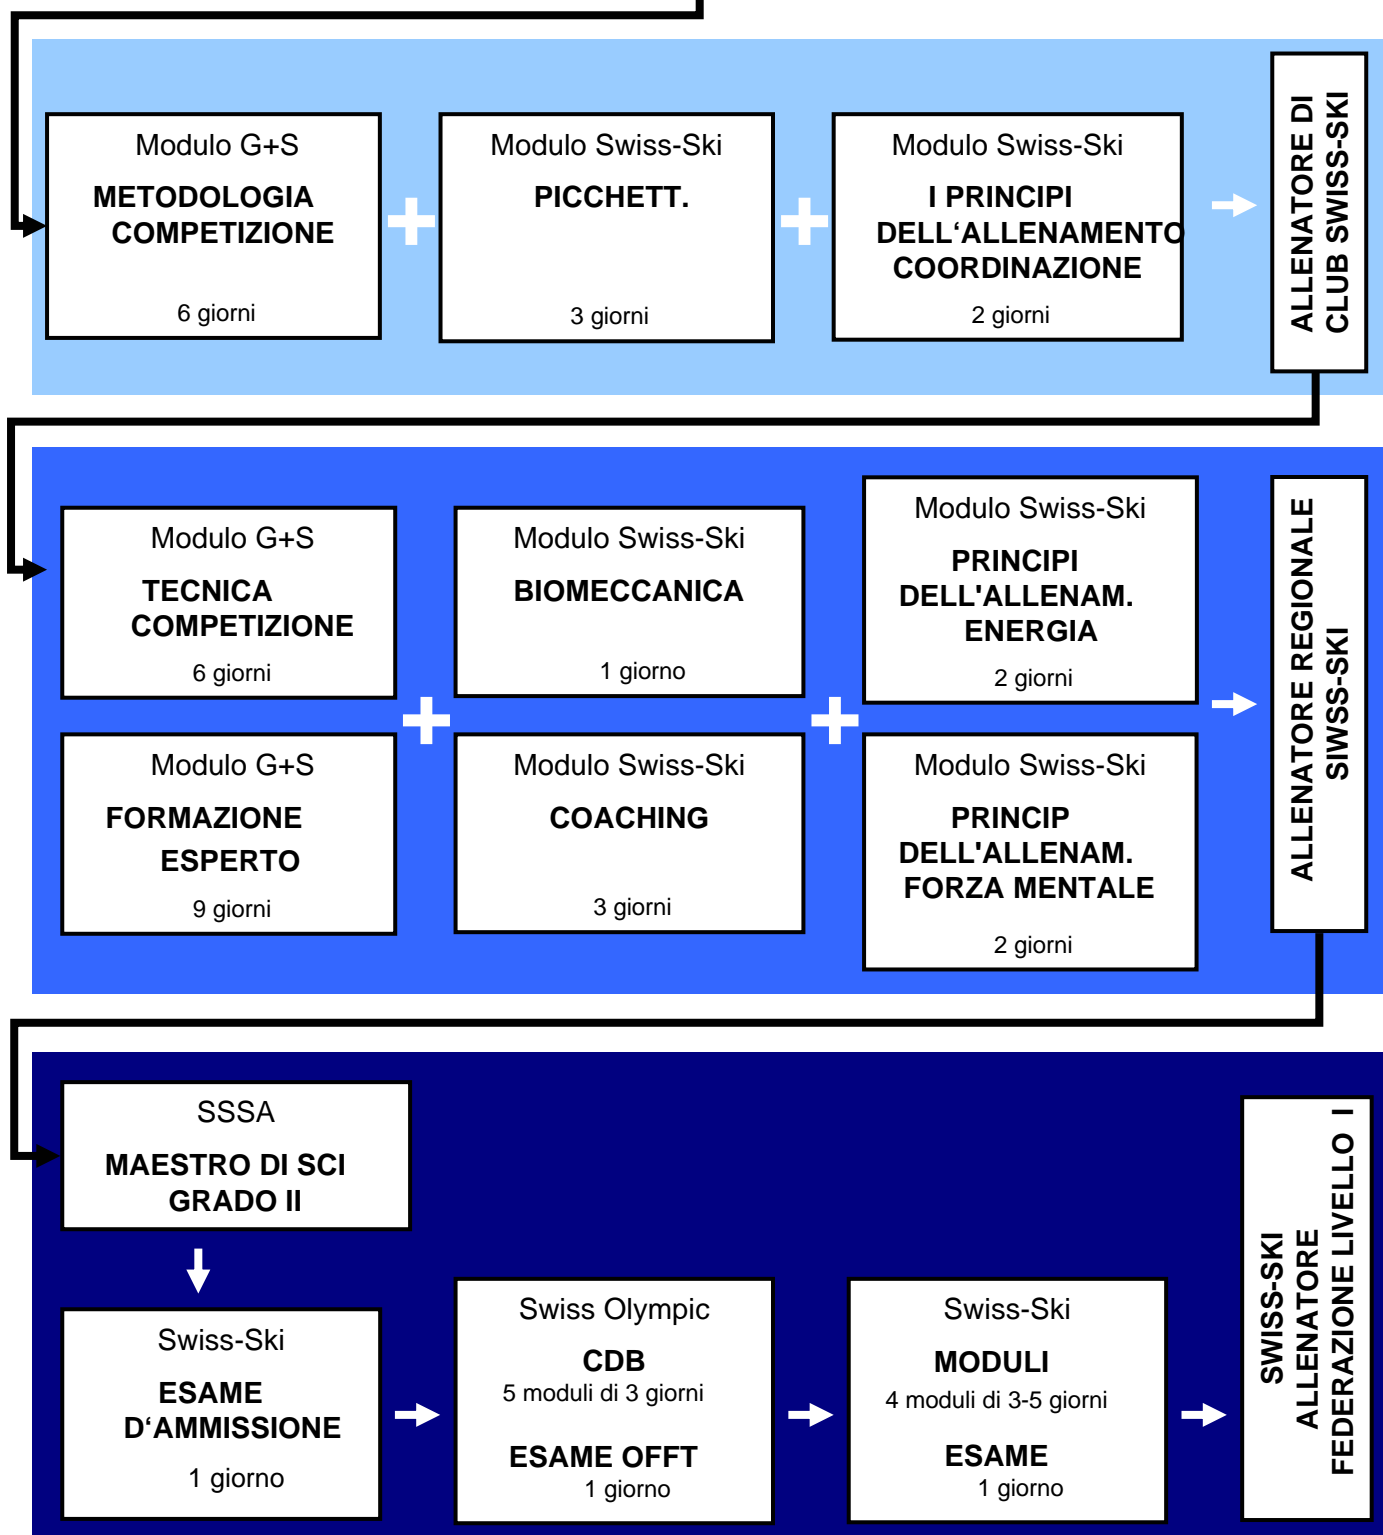 Modulo G+S
METODOLOGIA
COMPETIZIONE
6 giorni
Modulo Swiss-Ski
PICCHETT.
3 giorni
Modulo Swiss-Ski
I PRINCIPI
DELL‘ALLENAMENTO
COORDINAZIONE
2 giorni
ALLENATORE DI
CLUB SWISS-SKI
Modulo G+S
TECNICA
COMPETIZIONE
6 giorni
Modulo Swiss-Ski
BIOMECCANICA
1 giorno
Modulo Swiss-Ski
PRINCIPI
DELL'ALLENAM.
ENERGIA
2 giorni
Modulo G+S
FORMAZIONE
ESPERTO
9 giorni
Modulo Swiss-Ski
COACHING
3 giorni
Modulo Swiss-Ski
PRINCIP
DELL'ALLENAM.
FORZA MENTALE
2 giorni
ALLENATORE REGIONALE
SIWSS-SKI
SSSA
MAESTRO DI SCI
GRADO II
Swiss-Ski
ESAME
D‘AMMISSIONE
1 giorno
Swiss Olympic
CDB
5 moduli di 3 giorni
ESAME OFFT
1 giorno
Swiss-Ski
MODULI
4 moduli di 3-5 giorni
ESAME
1 giorno
SWISS-SKI
ALLENATORE
FEDERAZIONE LIVELLO I